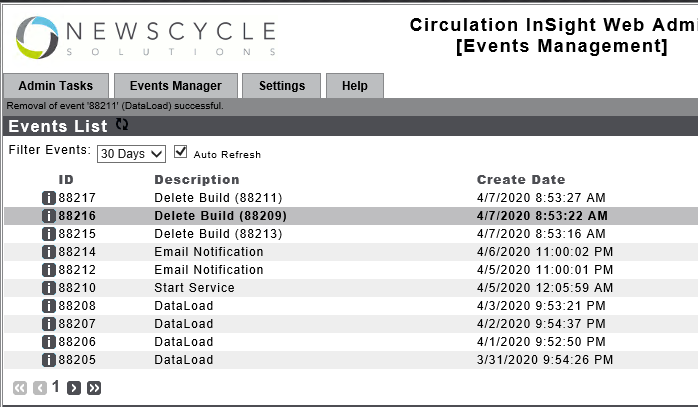 NEWSCYCLE
SOLUTIONS
Circulation InSight Web Admi
[Events Management]
Admin Tasks Events Manager Settings Help
Removal of event '88211' (DataLoad) successful.
Events List
Filter Events: 30 Days Auto Refresh
ID Description Create Date
i 88217 Delete Build (88211) 4/7/2020 8:53:27 AM
i 88216 Delete Build (88209) 4/7/2020 8:53:22 AM
i 88215 Delete Build (88213) 4/7/2020 8:53:16 AM
i 88214 Email Notification 4/6/2020 11:00:02 PM
i 88212 Email Notification 4/5/2020 11:00:01 PM
i 88210 Start Service 4/5/2020 12:05:59 AM
i 88208 DataLoad 4/3/2020 9:53:21 PM
i 88207 DataLoad 4/2/2020 9:54:37 PM
i 88206 DataLoad 4/1/2020 9:52:50 PM
i 88205 DataLoad 3/31/2020 9:54:26 PM
1